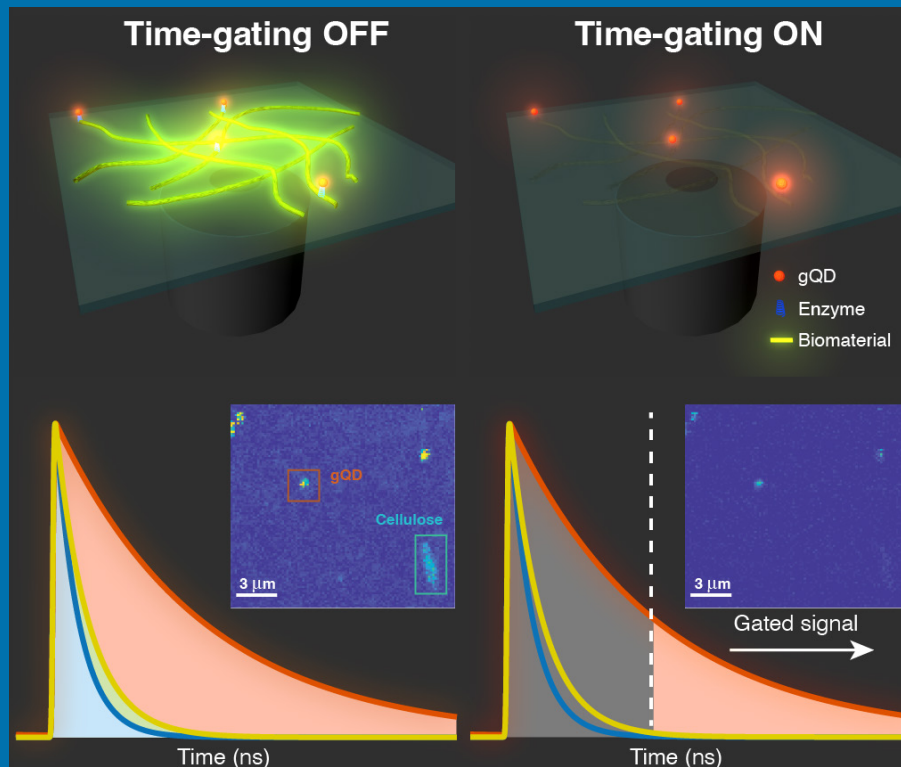 Time-gating OFF
Time-gating ON
gQD
Enzyme
Biomaterial
gQD
Cellulose
3 μm
3 μm
Gated signal
Time (ns)
Time (ns)